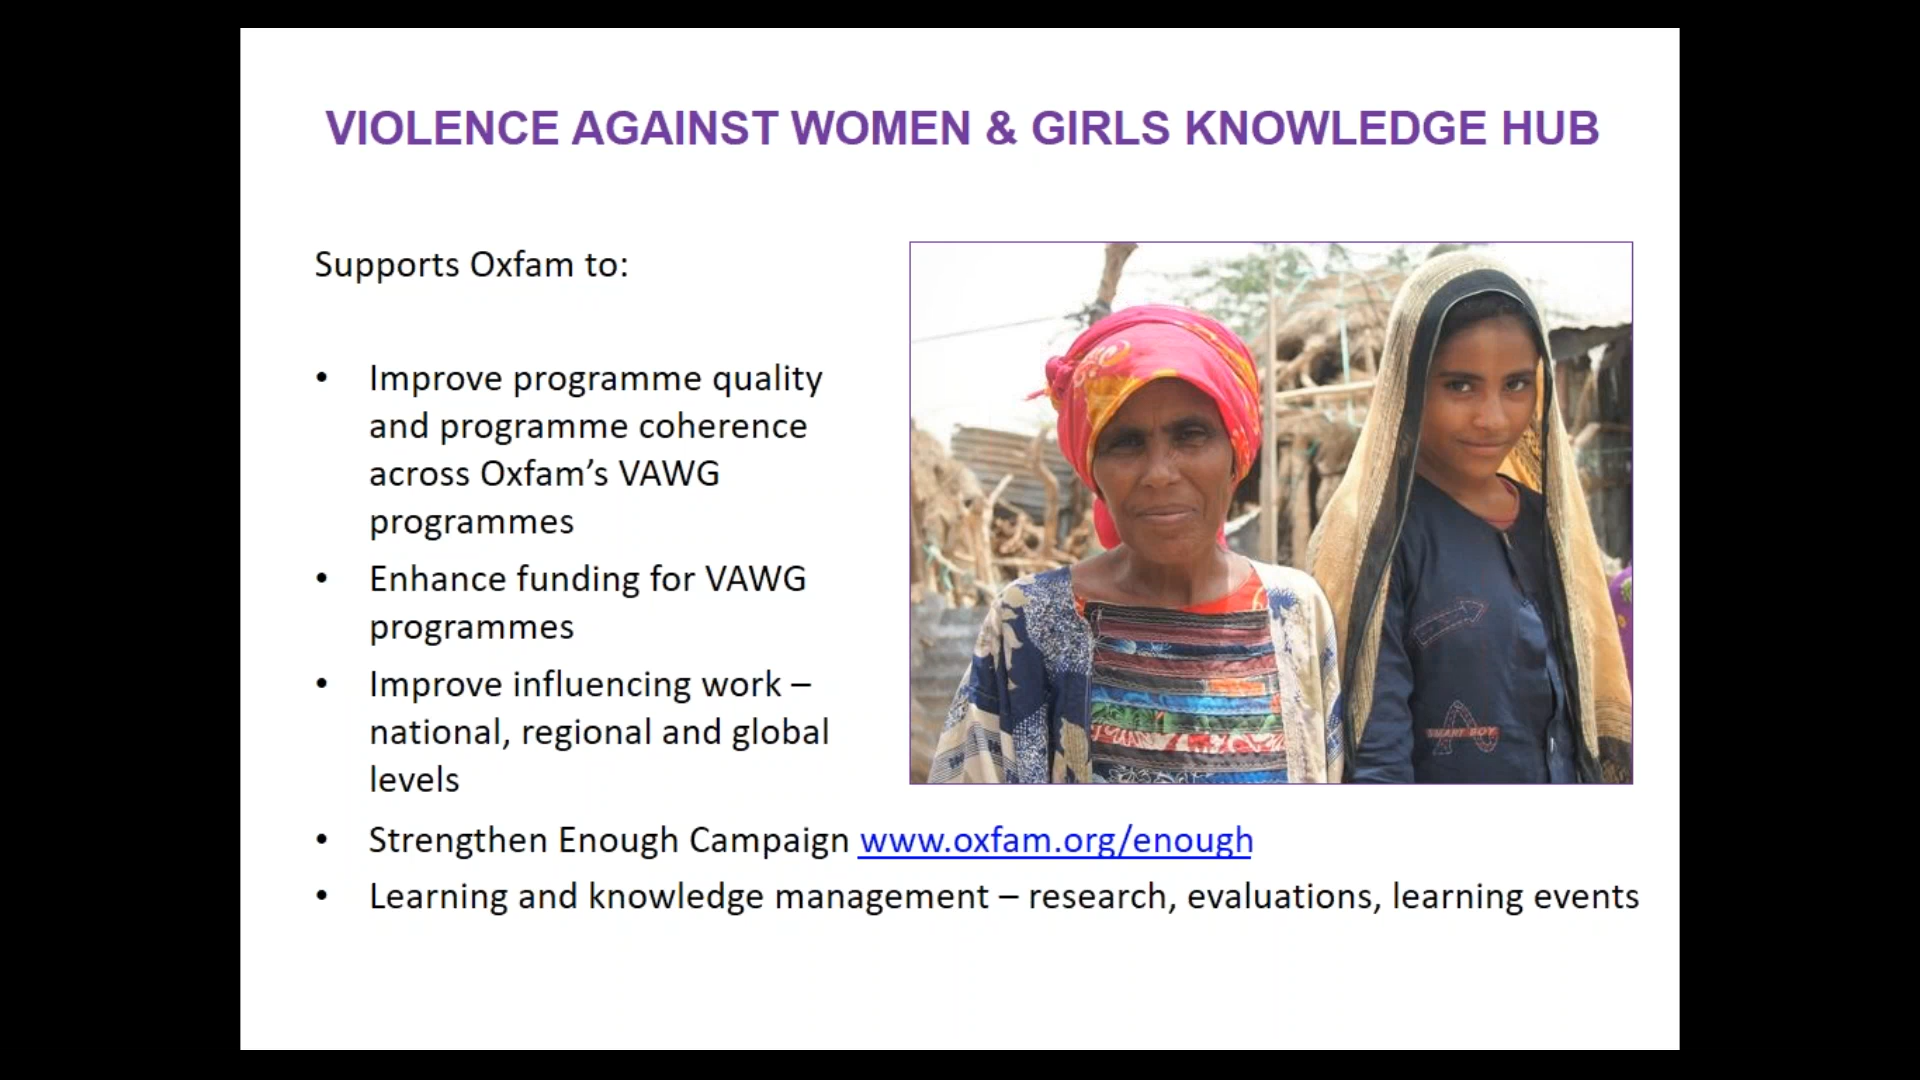 VIOLENCE AGAINST WOMEN & GIRLS KNOWLEDGE HUB
Supports Oxfam to:
• Improve programme quality
and programme coherence
across Oxfam’s VAWG
programmes
• Enhance funding for VAWG
programmes
• Improve influencing work –
national, regional and global
levels
• Strengthen Enough Campaign www.oxfam.org/enough
• Learning and knowledge management – research, evaluations, learning events
SMART BOY